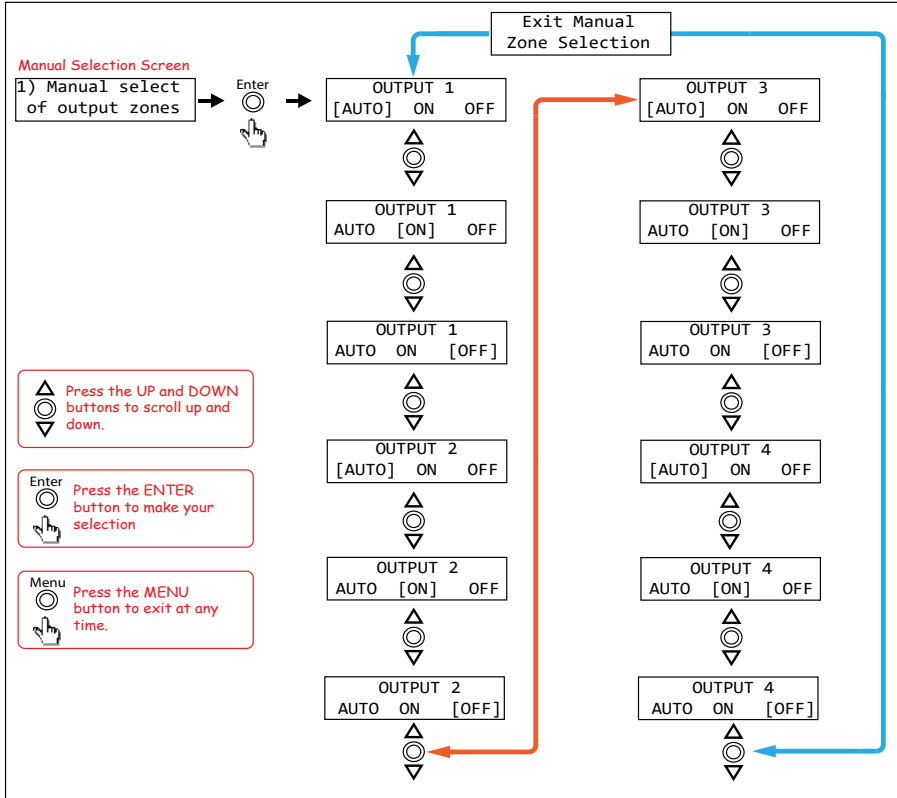 Exit Manual
Zone Selection
Manual Selection Screen
1) Manual select
of output zones
Enter
OUTPUT 1
[AUTO] ON OFF
OUTPUT 1
AUTO [ON] OFF
OUTPUT 1
AUTO ON [OFF]
OUTPUT 2
[AUTO] ON OFF
OUTPUT 2
AUTO [ON] OFF
OUTPUT 2
AUTO ON [OFF]
OUTPUT 3
[AUTO] ON OFF
OUTPUT 3
AUTO [ON] OFF
OUTPUT 3
AUTO ON [OFF]
OUTPUT 4
[AUTO] ON OFF
OUTPUT 4
AUTO [ON] OFF
OUTPUT 4
AUTO ON [OFF]
Press the UP and DOWN
buttons to scroll up and
down.
Enter
Press the ENTER
button to make your
selection
Menu
Press the MENU
button to exit at any
time.